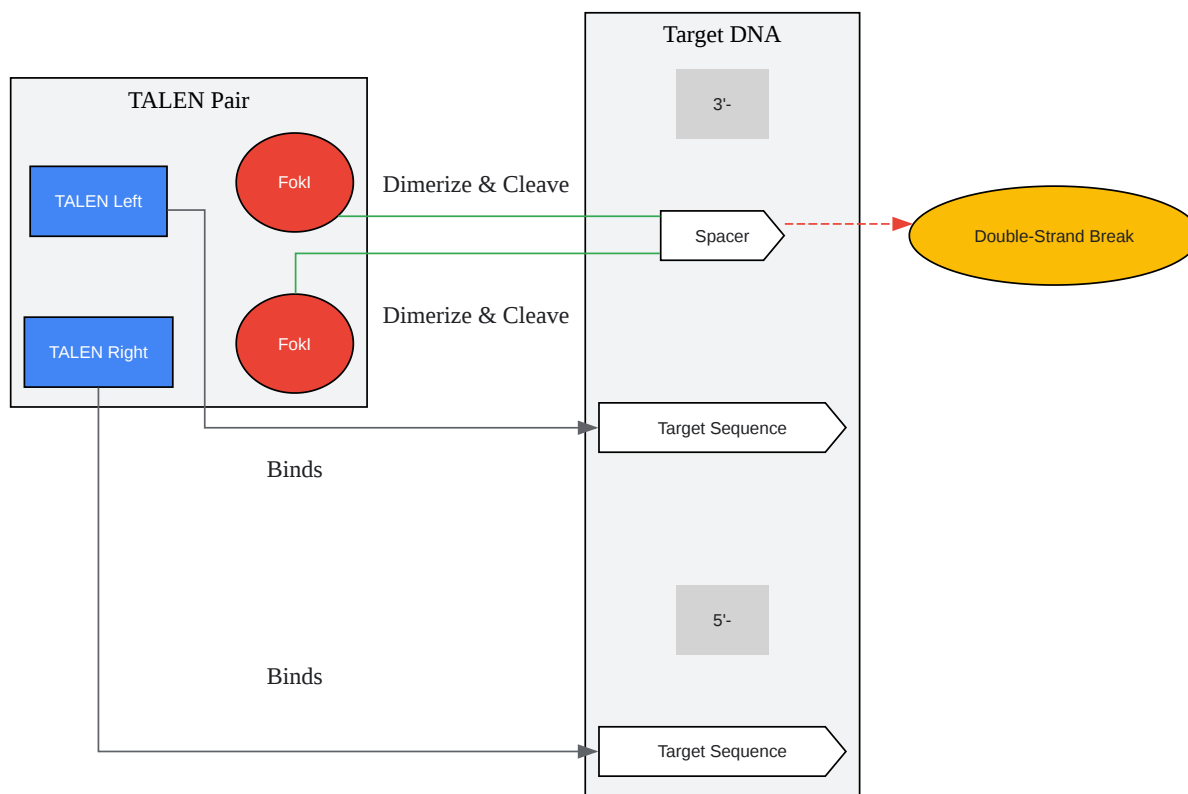 Target DNA
3'-
TALEN Pair
FokI
Dimerize & Cleave
TALEN Left
Spacer
Double-Strand Break
Dimerize & Cleave
FokI
TALEN Right
Target Sequence
Binds
5'-
Binds
Target Sequence